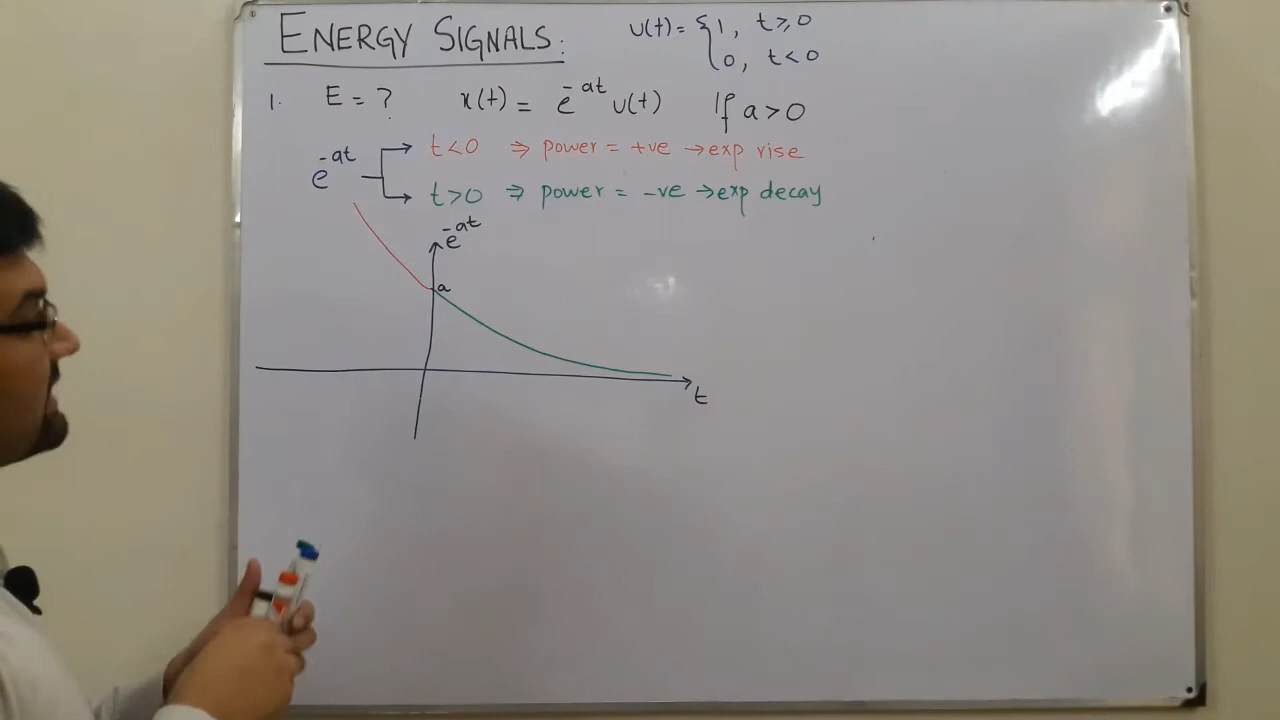 ENERGY SIGNALS:
u(t) = { 1, t ≥ 0
0, t < 0
1. E = ? x(t) = e^-at u(t) If a > 0
e^-at
t < 0 ⇒ power = +ve → exp rise
t > 0 ⇒ power = -ve → exp decay
e^-at
a
t